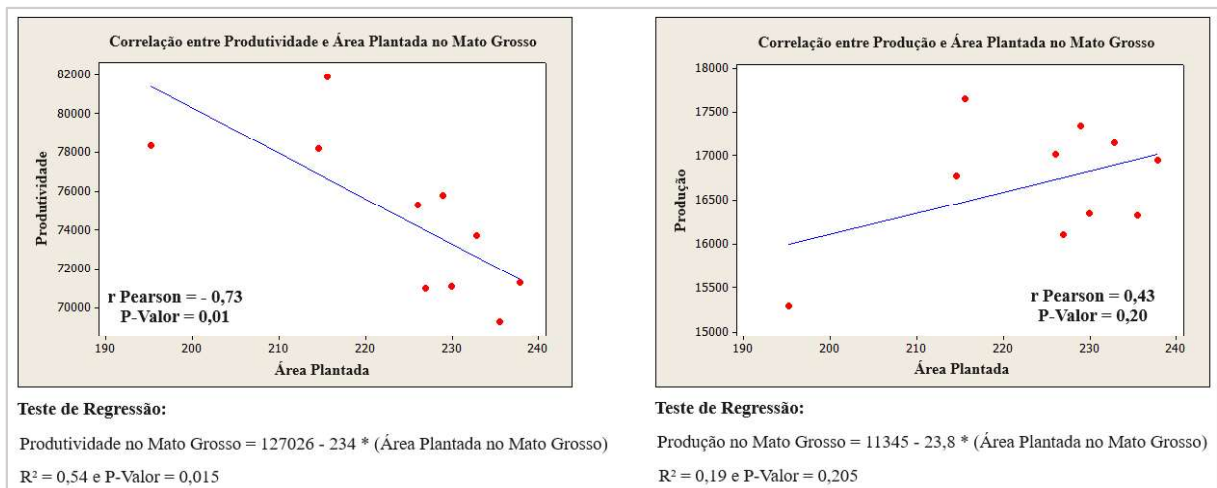 Correlação entre Produtividade e Área Plantada no Mato Grosso
82000
80000
78000
76000
74000
72000
70000
Produtividade
r Pearson = - 0,73
P-Valor = 0,01
190 200 210 220 230 240
Área Plantada
Teste de Regressão:
Produtividade no Mato Grosso = 127026 - 234 * (Área Plantada no Mato Grosso)
R² = 0,54 e P-Valor = 0,015
Correlação entre Produção e Área Plantada no Mato Grosso
18000
17500
17000
16500
16000
15500
15000
Produção
r Pearson = 0,43
P-Valor = 0,20
190 200 210 220 230 240
Área Plantada
Teste de Regressão:
Produção no Mato Grosso = 11345 - 23,8 * (Área Plantada no Mato Grosso)
R² = 0,19 e P-Valor = 0,205